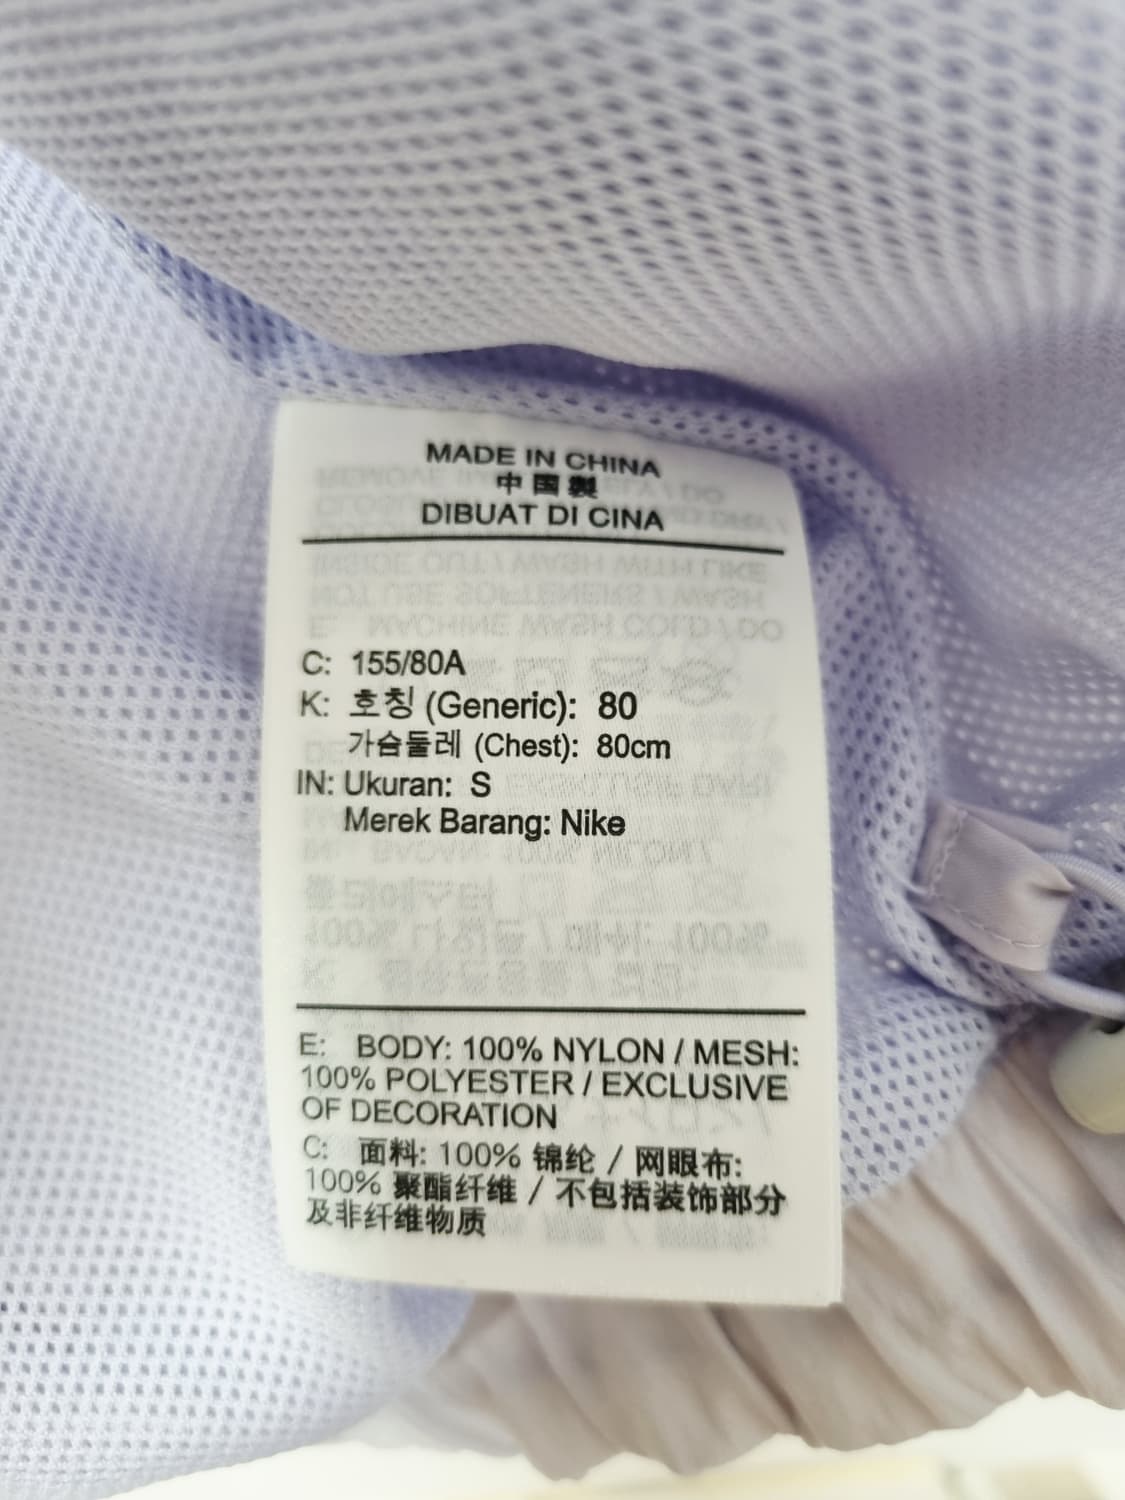 MADE IN CHINA
中国製
DIBUAT DI CINA
C: 155/80A
K: 호칭 (Generic): 80
가슴둘레 (Chest): 80cm
IN: Ukuran: S
Merek Barang: Nike
E: BODY: 100% NYLON / MESH:
100% POLYESTER / EXCLUSIVE
OF DECORATION
C: 面料: 100% 锦纶 / 网眼布:
100% 聚酯纤维 / 不包括装饰部分
及非纤维物质